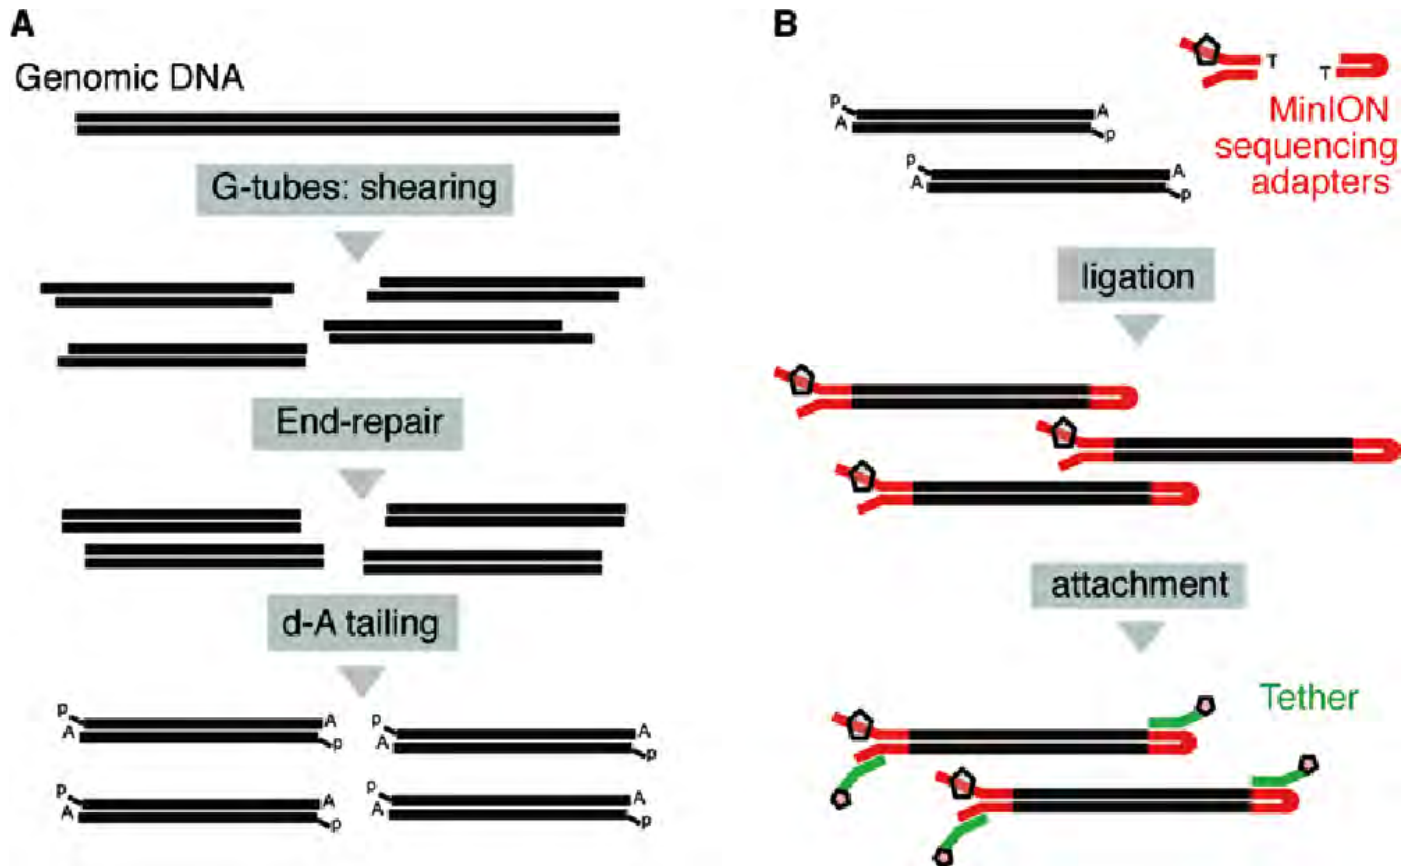 A
Genomic DNA
G-tubes: shearing
End-repair
d-A tailing
p
A
A
p
p
A
A
p
p
A
A
p
p
A
A
p
B
T
T
MinION
sequencing
adapters
p
A
A
p
p
A
A
p
ligation
attachment
Tether